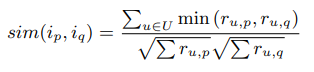 sim(i_p, i_q) = \frac{\sum_{u \in U} \min(r_{u,p}, r_{u,q})}{\sqrt{\sum r_{u,p}} \sqrt{\sum r_{u,q}}}